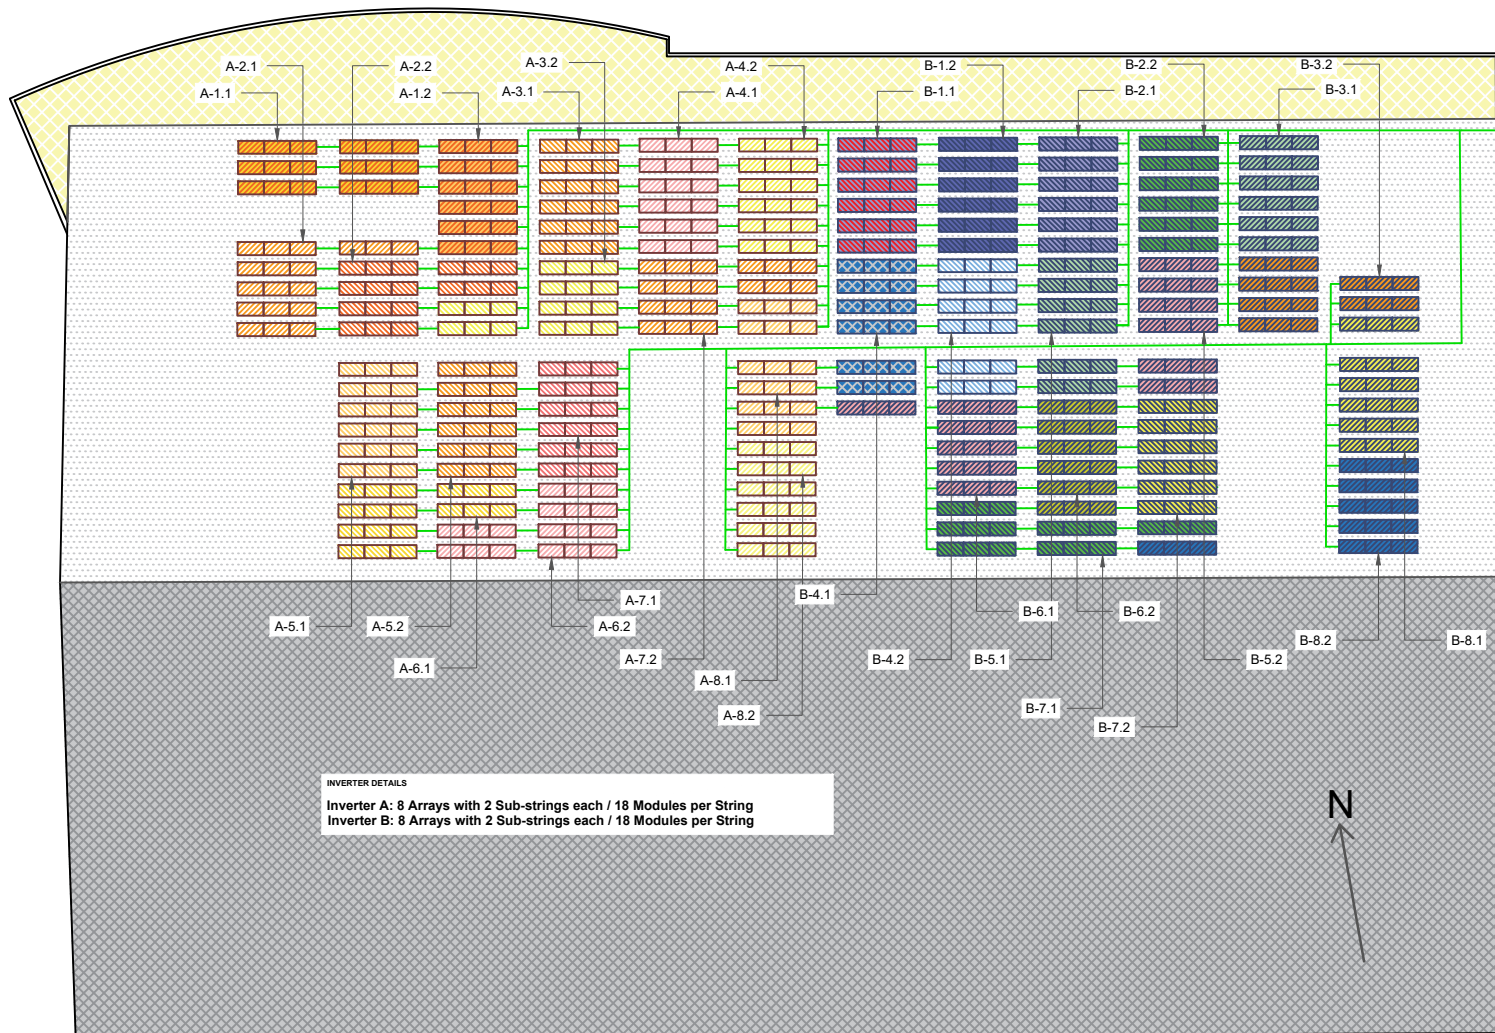 A-2.1
A-2.2
A-3.2
A-4.2
B-1.2
B-2.2
B-3.2
A-1.1
A-1.2
A-3.1
A-4.1
B-1.1
B-2.1
B-3.1
A-5.1
A-5.2
A-7.1
A-6.2
A-6.1
A-7.2
A-8.1
A-8.2
B-4.1
B-4.2
B-6.1
B-5.1
B-6.2
B-7.1
B-7.2
B-5.2
B-8.2
B-8.1
INVERTER DETAILS
Inverter A: 8 Arrays with 2 Sub-strings each / 18 Modules per String
Inverter B: 8 Arrays with 2 Sub-strings each / 18 Modules per String
N